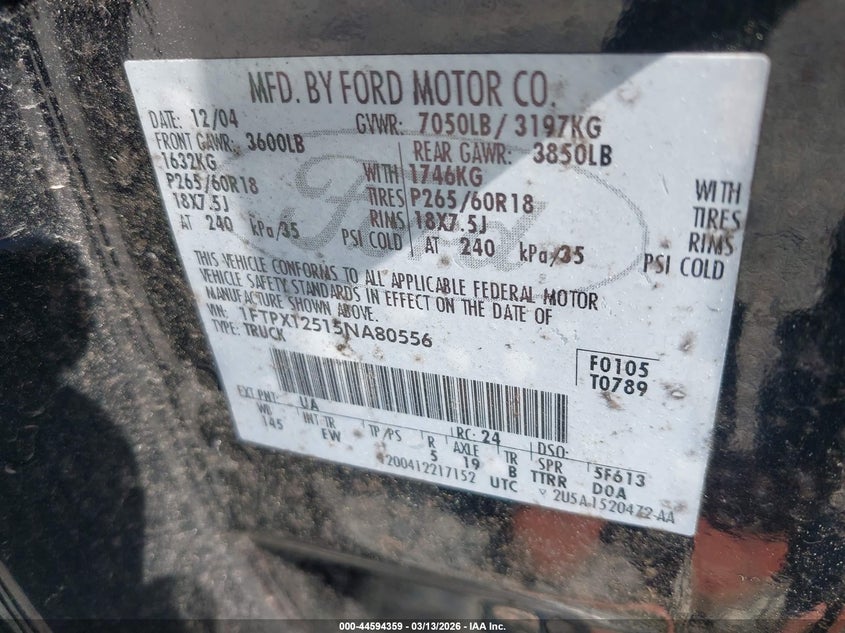 MFD. BY FORD MOTOR CO.
DATE: 12/04 GVWR: 7050LB / 3197KG
FRONT GAWR: 3600LB REAR GAWR: 3850LB
1632KG WITH 1746KG WITH
P265/60R18 TIRES P265/60R18 TIRES
18X7.5J RIMS 18X7.5J RIMS
AT 240 kPa/35 PSI COLD AT 240 kPa/35 PSI COLD
THIS VEHICLE CONFORMS TO ALL APPLICABLE FEDERAL MOTOR
VEHICLE SAFETY STANDARDS IN EFFECT ON THE DATE OF
MANUFACTURE SHOWN ABOVE.
VIN: 1FTPX12515NA80556
TYPE: TRUCK
F0105
T0789
EXT PNT: UA RC: 24 DSO:
WB INT TR TP/PS R AXLE TR SPR 5F613
145 FW 5 19 B TTRR DOA
200412217152 UTC 2U5A1520472-AA
Ford
000-44594359 - 03/13/2026 - IAA Inc.